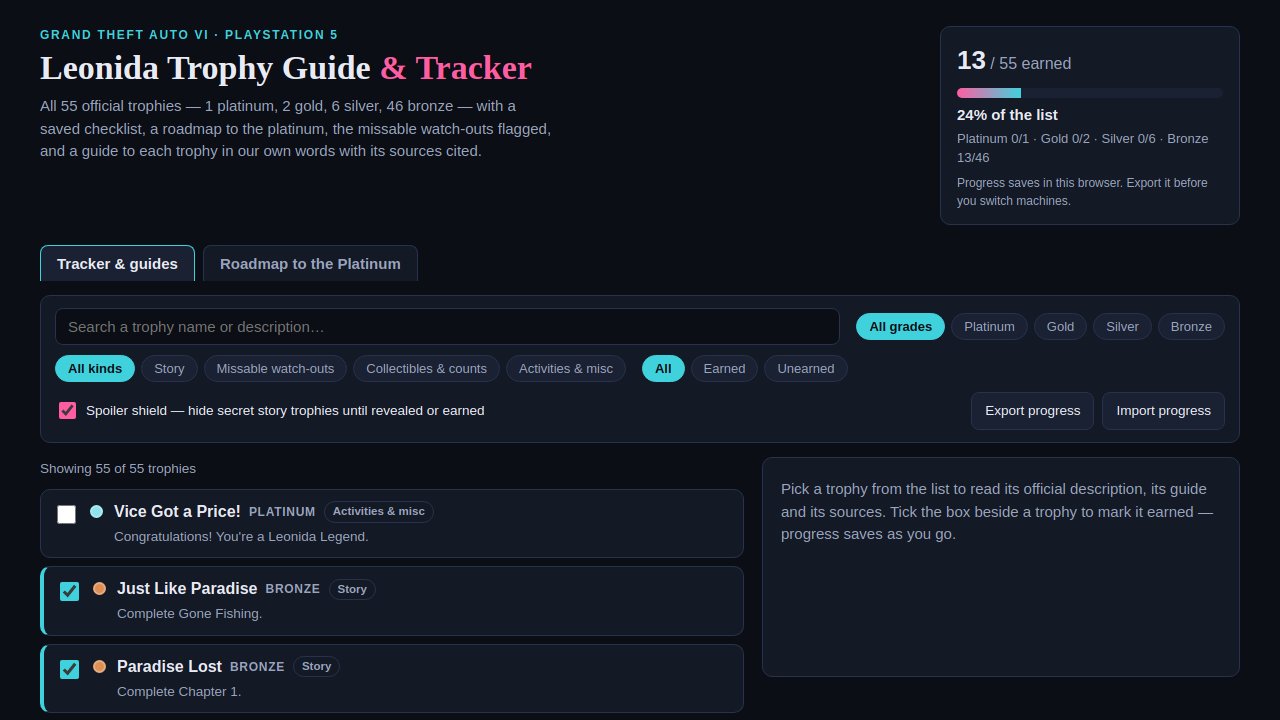 GRAND THEFT AUTO VI · PLAYSTATION 5
Leonida Trophy Guide & Tracker
All 55 official trophies — 1 platinum, 2 gold, 6 silver, 46 bronze — with a
saved checklist, a roadmap to the platinum, the missable watch-outs flagged,
and a guide to each trophy in our own words with its sources cited.
13 / 55 earned
24% of the list
Platinum 0/1 · Gold 0/2 · Silver 0/6 · Bronze
13/46
Progress saves in this browser. Export it before
you switch machines.
Tracker & guides
Roadmap to the Platinum
Search a trophy name or description…
All grades Platinum Gold Silver Bronze
All kinds Story Missable watch-outs Collectibles & counts Activities & misc All Earned Unearned
Spoiler shield — hide secret story trophies until revealed or earned
Export progress Import progress
Showing 55 of 55 trophies
Vice Got a Price! PLATINUM Activities & misc
Congratulations! You're a Leonida Legend.
Just Like Paradise BRONZE Story
Complete Gone Fishing.
Paradise Lost BRONZE Story
Complete Chapter 1.
Pick a trophy from the list to read its official description, its guide
and its sources. Tick the box beside a trophy to mark it earned —
progress saves as you go.